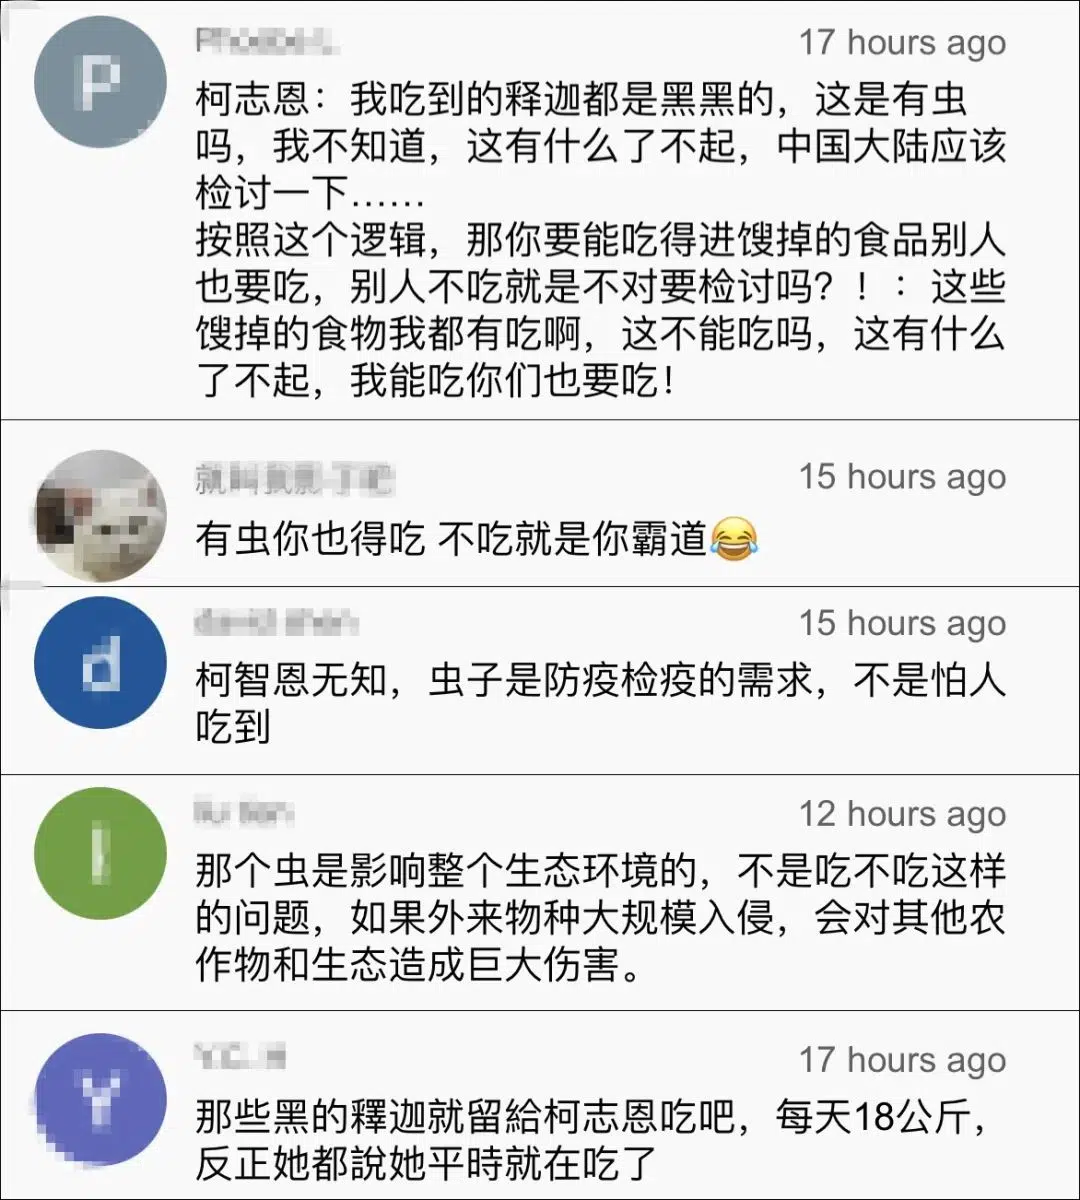 P
17 hours ago
柯志恩：我吃到的释迦都是黑黑的，这是有虫
吗，我不知道，这有什么了不起，中国大陆应该
检讨一下……
按照这个逻辑，那你要能吃得进馊掉的食品别人
也要吃，别人不吃就是不对要检讨吗？！：这些
馊掉的食物我都有吃啊，这不能吃吗，这有什么
了不起，我能吃你们也要吃！
15 hours ago
有虫你也得吃 不吃就是你霸道😂
d
15 hours ago
柯智恩无知，虫子是防疫检疫的需求，不是怕人
吃到
l
12 hours ago
那个虫是影响整个生态环境的，不是吃不吃这样
的问题，如果外来物种大规模入侵，会对其他农
作物和生态造成巨大伤害。
Y
17 hours ago
那些黑的釋迦就留給柯志恩吃吧，每天18公斤，
反正她都說她平時就在吃了